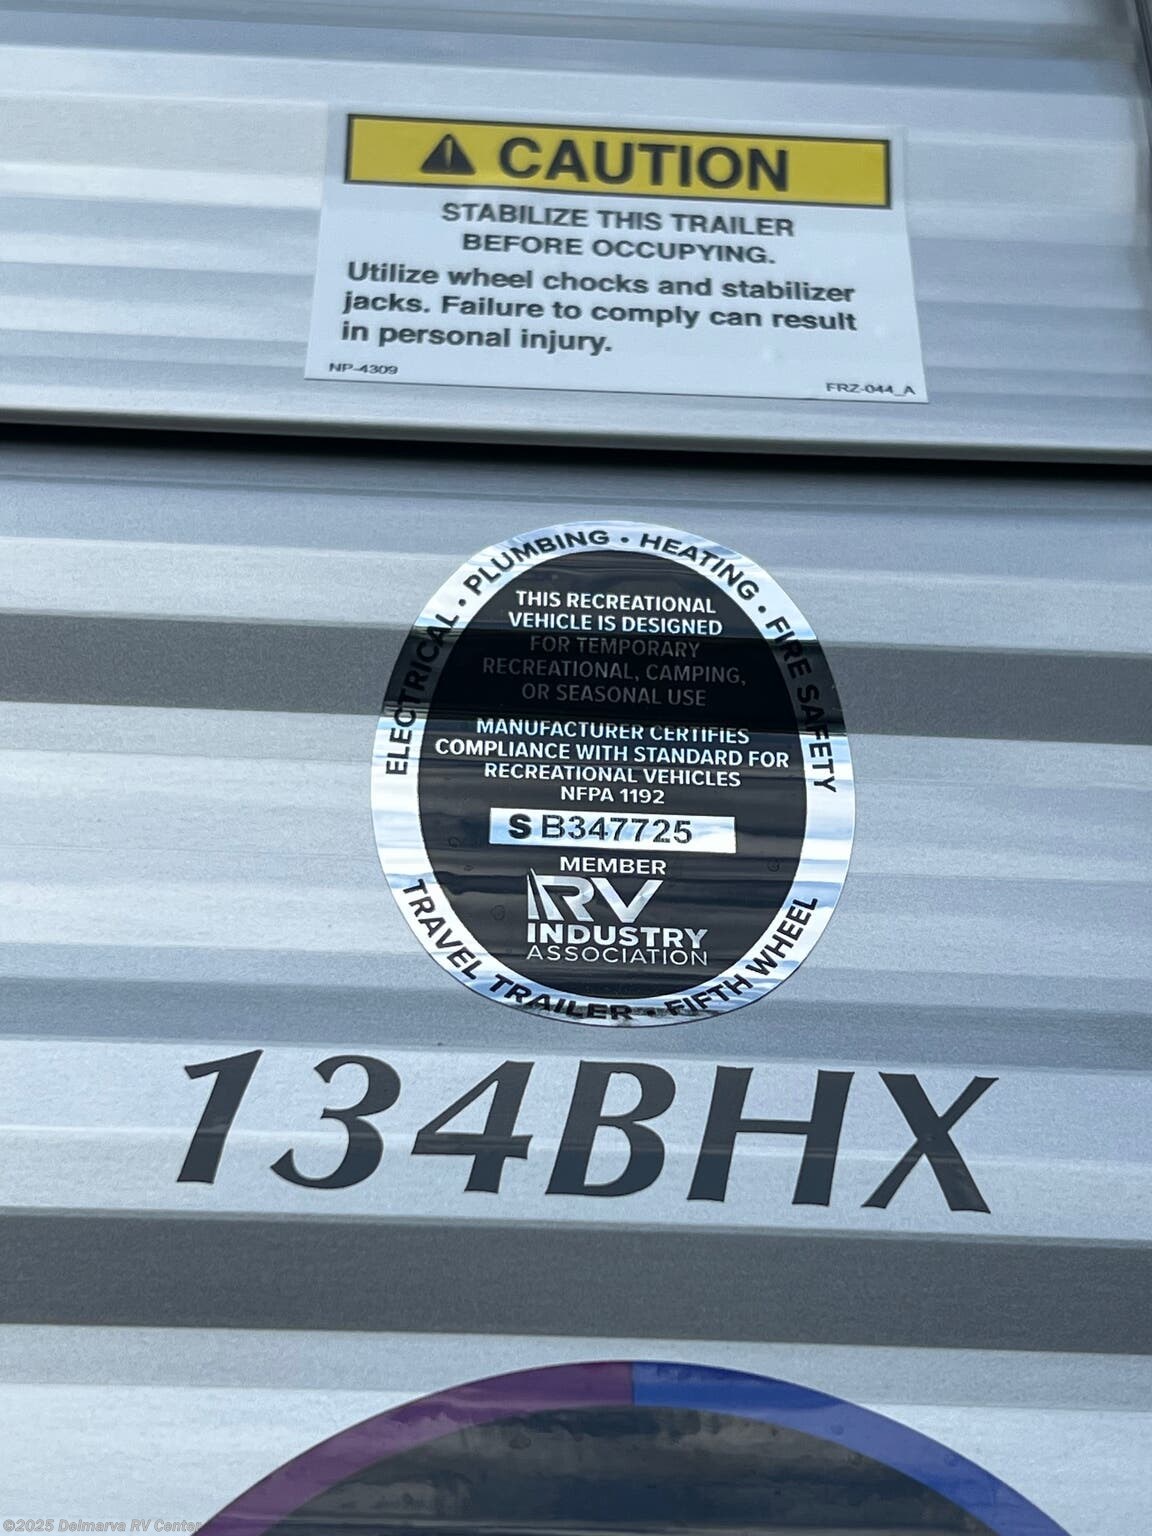 CAUTION
STABILIZE THIS TRAILER
BEFORE OCCUPYING.
Utilize wheel chocks and stabilizer
jacks. Failure to comply can result
in personal injury.
NP-4309
FRZ-044_A
ELECTRICAL • PLUMBING • HEATING • FIRE SAFETY
THIS RECREATIONAL
VEHICLE IS DESIGNED
FOR TEMPORARY
RECREATIONAL, CAMPING,
OR SEASONAL USE
MANUFACTURER CERTIFIES
COMPLIANCE WITH STANDARD FOR
RECREATIONAL VEHICLES
NFPA 1192
S B347725
MEMBER
RV
INDUSTRY
ASSOCIATION
TRAVEL TRAILER • FIFTH WHEEL
134BHX
©2025 Delmarva RV Center